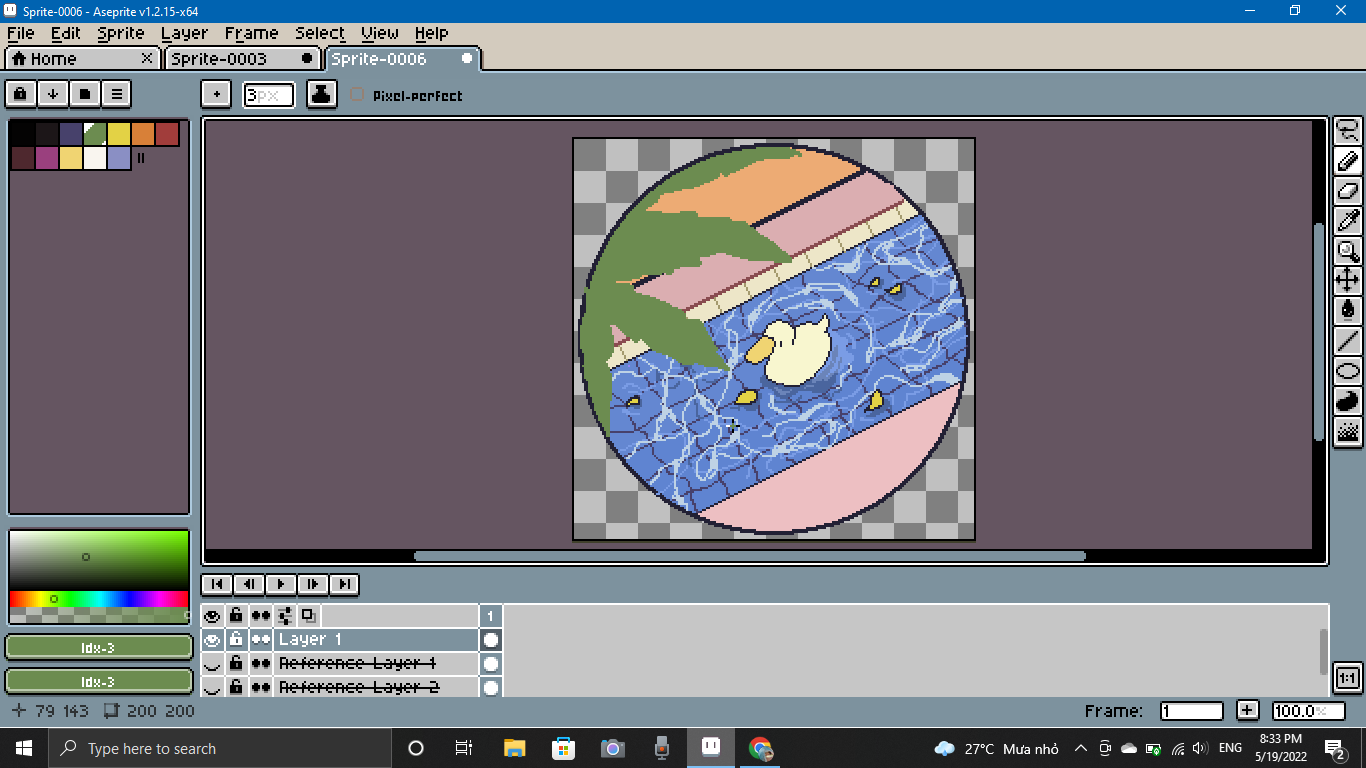 Sprite-0006 - Aseprite v1.2.15-x64
File Edit Sprite Layer Frame Select View Help
Home Sprite-0003 Sprite-0006
3px Pixel-perfect
Idx-3
Idx-3
1
Layer 1
Reference Layer 1
Reference Layer 2
1:1
79 143 200 200 Frame: 1 100.0%
Type here to search
27°C Mưa nhỏ ENG 8:33 PM
5/19/2022 2